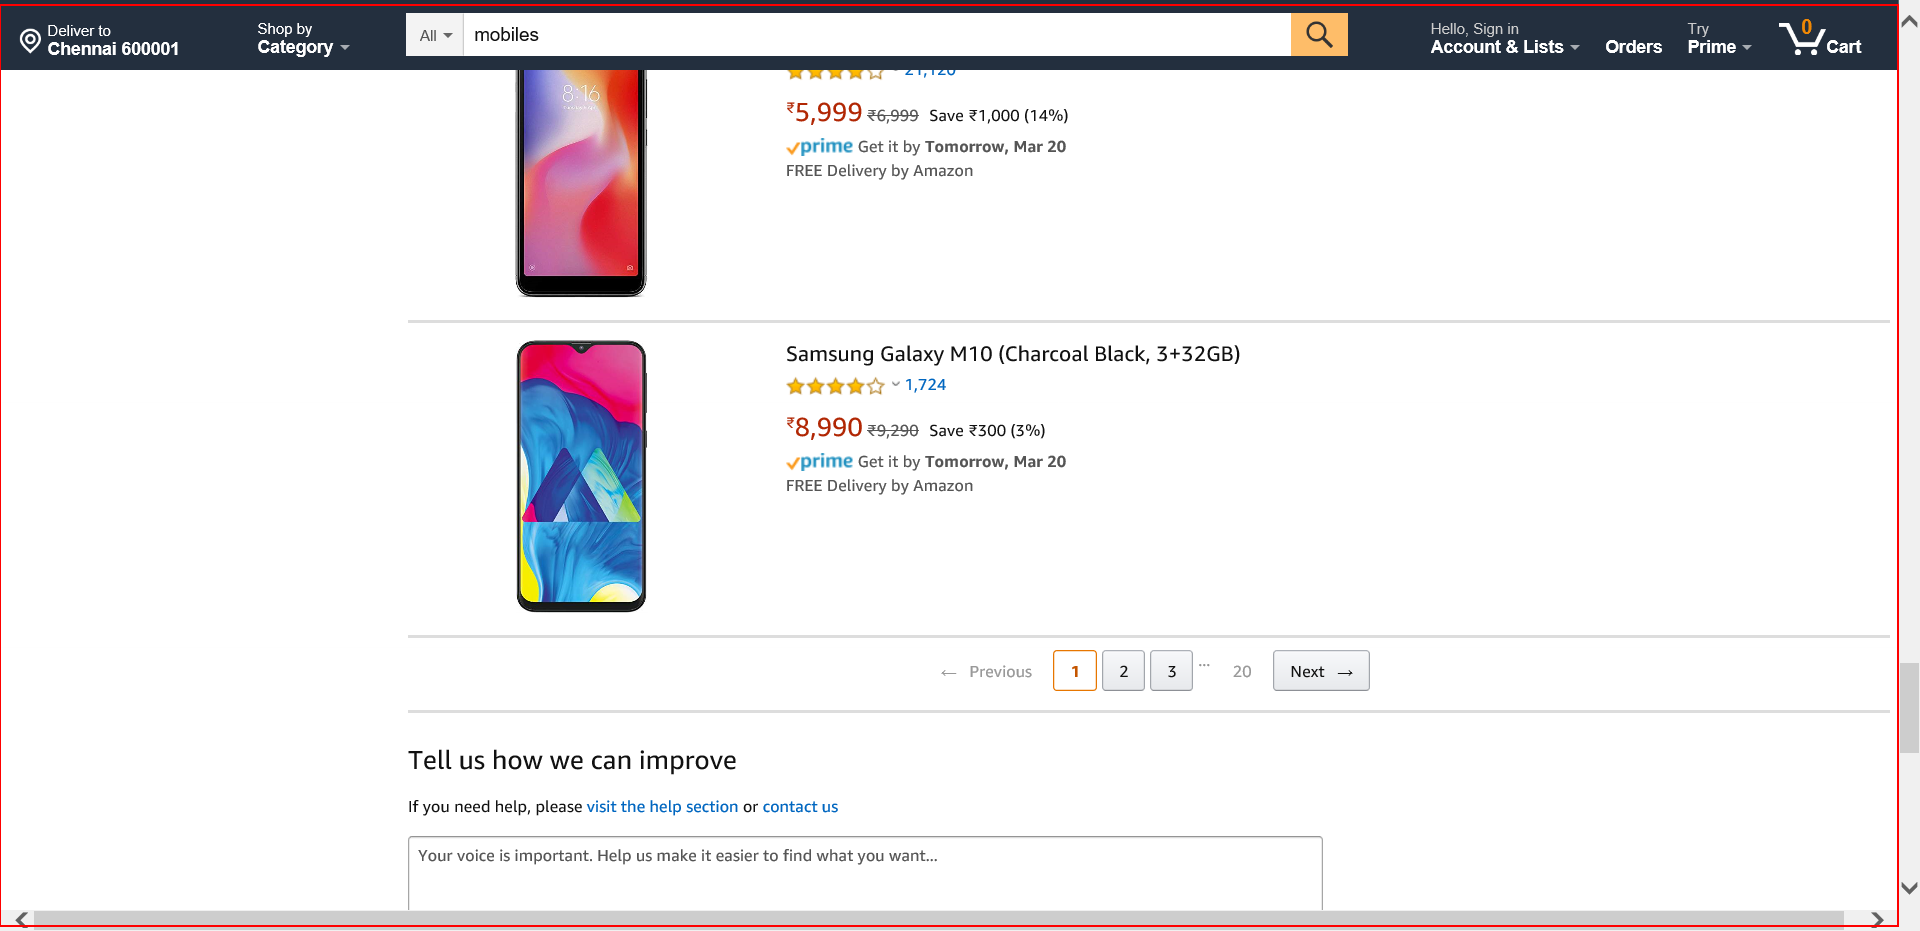 Deliver to
Chennai 600001
Shop by
Category
All
mobiles
Hello, Sign in
Account & Lists
Orders
Try
Prime
0
Cart
8:16
21,120
₹5,999 ₹6,999 Save ₹1,000 (14%)
prime Get it by Tomorrow, Mar 20
FREE Delivery by Amazon
Samsung Galaxy M10 (Charcoal Black, 3+32GB)
1,724
₹8,990 ₹9,290 Save ₹300 (3%)
prime Get it by Tomorrow, Mar 20
FREE Delivery by Amazon
← Previous 1 2 3 ... 20 Next →
Tell us how we can improve
If you need help, please visit the help section or contact us
Your voice is important. Help us make it easier to find what you want...